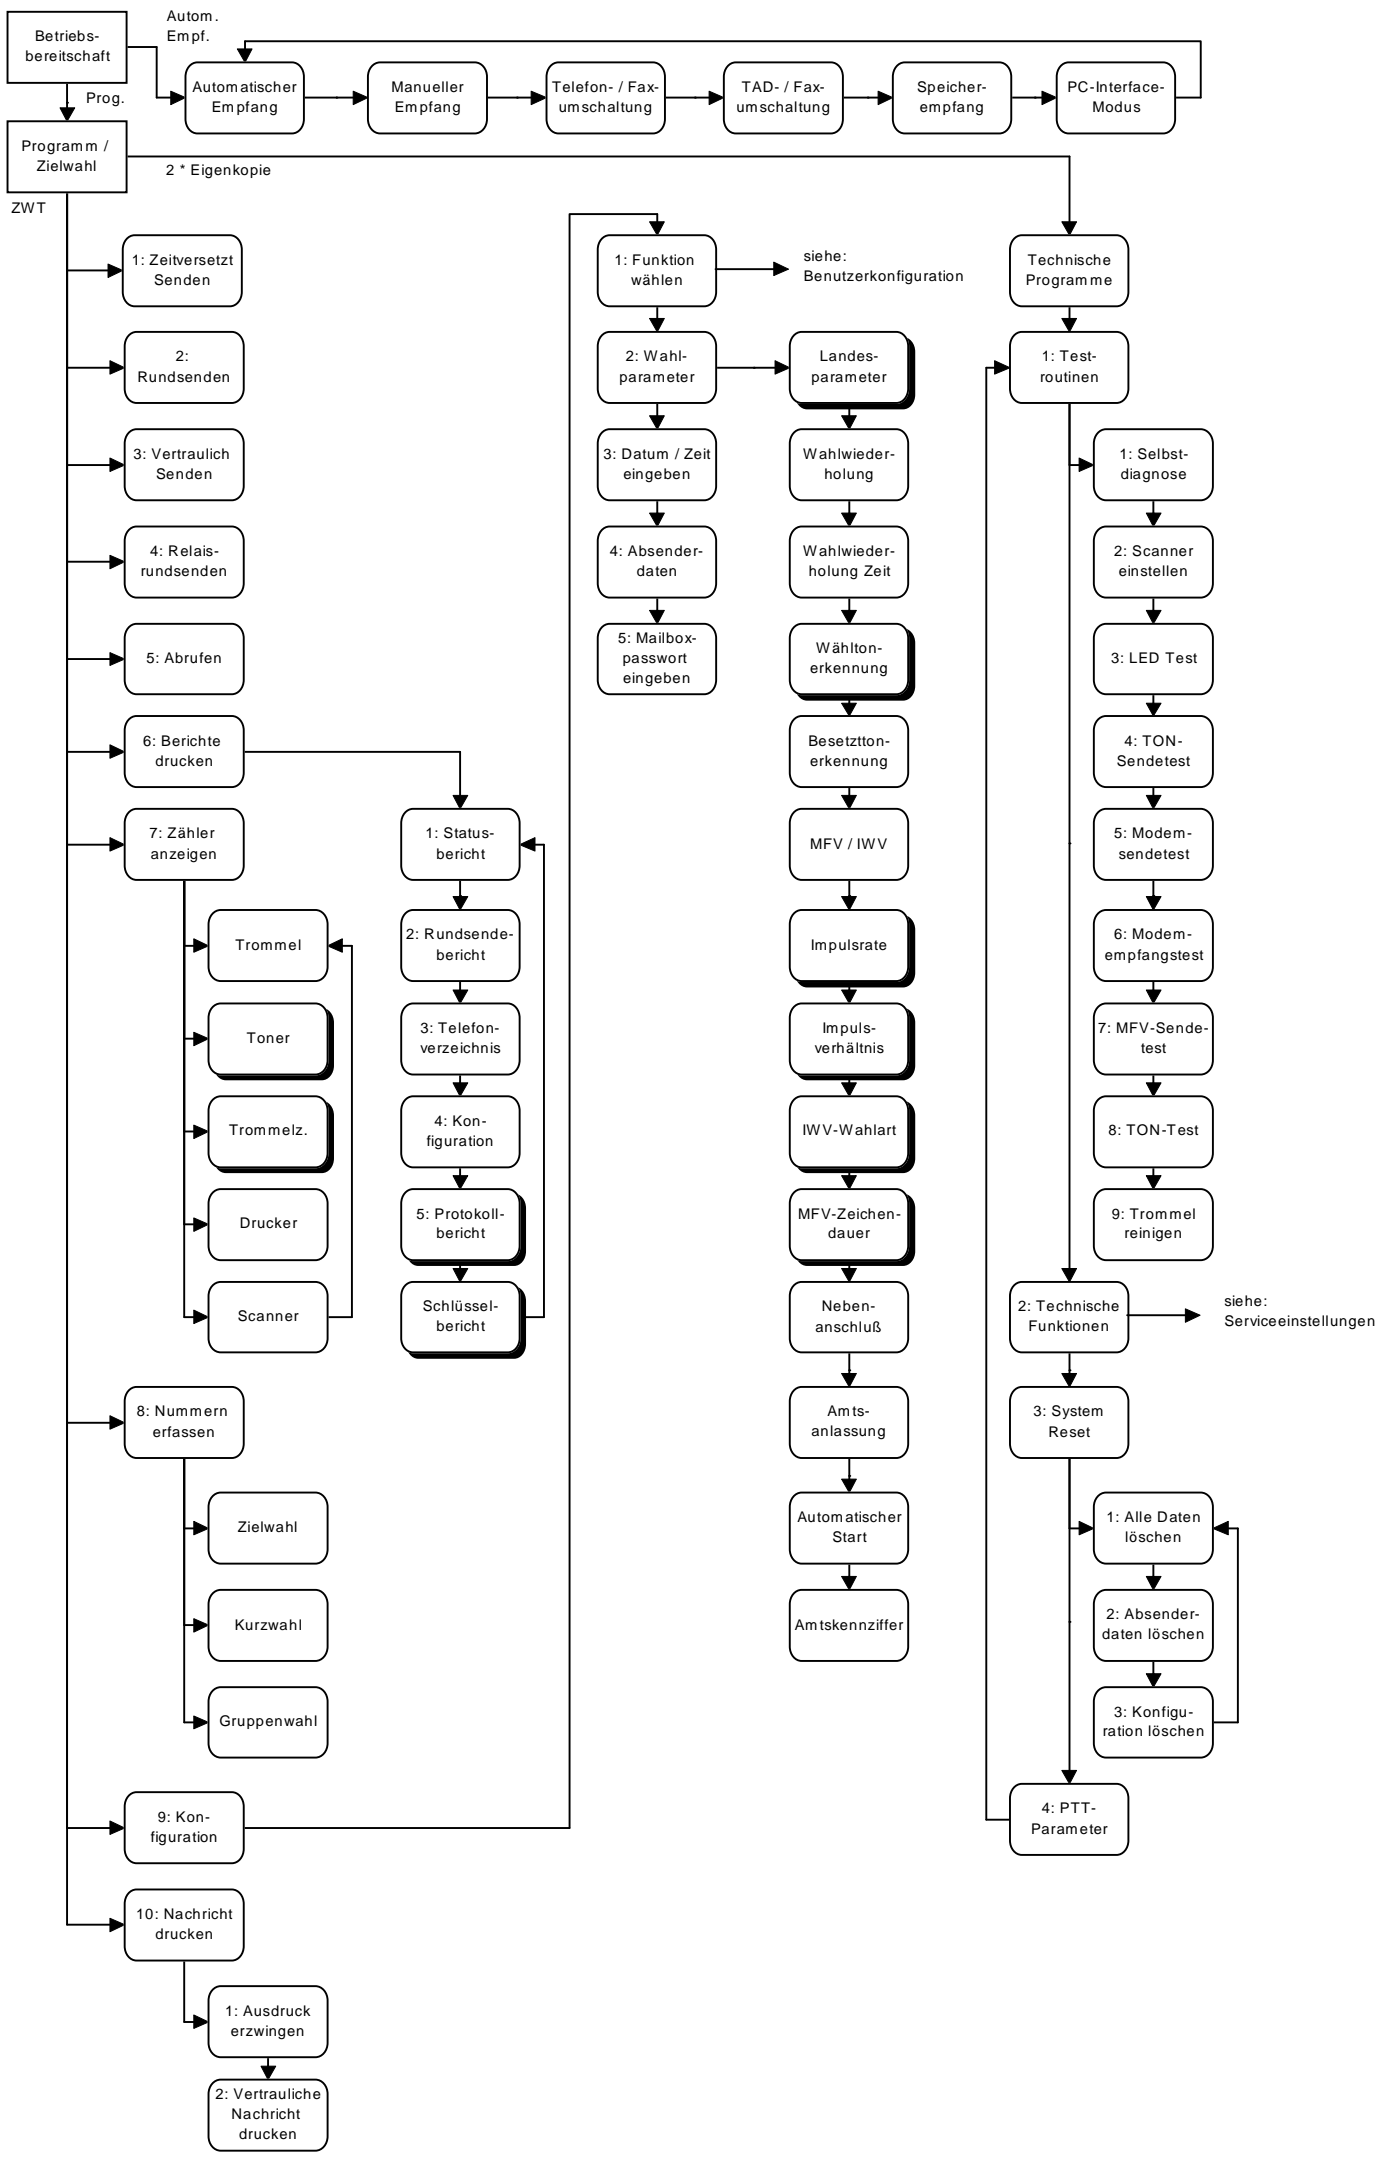 Betriebs-
bereitschaft
Autom.
Empf.
Automatischer
Empfang
Manueller
Empfang
Telefon- / Fax-
umschaltung
TAD- / Fax-
umschaltung
Speicher-
empfang
PC-Interface-
Modus
Prog.
Programm /
Zielwahl
2 * Eigenkopie
ZWT
1: Zeitversetzt
Senden
2:
Rundsenden
3: Vertraulich
Senden
4: Relais-
rundsenden
5: Abrufen
6: Berichte
drucken
7: Zähler
anzeigen
Trommel
Toner
Trommelz.
Drucker
Scanner
8: Nummern
erfassen
Zielwahl
Kurzwahl
Gruppenwahl
9: Kon-
figuration
10: Nachricht
drucken
1: Ausdruck
erzwingen
2: Vertrauliche
Nachricht
drucken
1: Status-
bericht
2: Rundsende-
bericht
3: Telefon-
verzeichnis
4: Kon-
figuration
5: Protokoll-
bericht
Schlüssel-
bericht
1: Funktion
wählen
siehe:
Benutzerkonfiguration
2: Wahl-
parameter
3: Datum / Zeit
eingeben
4: Absender-
daten
5: Mailbox-
passwort
eingeben
Landes-
parameter
Wahlwieder-
holung
Wahlwieder-
holung Zeit
Wählton-
erkennung
Besetztton-
erkennung
MFV / IWV
Impulsrate
Impuls-
verhältnis
IWV-Wahlart
MFV-Zeichen-
dauer
Neben-
anschluß
Amts-
anlassung
Automatischer
Start
Amtskennziffer
Technische
Programme
1: Test-
routinen
1: Selbst-
diagnose
2: Scanner
einstellen
3: LED Test
4: TON-
Sendetest
5: Modem-
sendetest
6: Modem-
empfangstest
7: MFV-Sende-
test
8: TON-Test
9: Trommel
reinigen
2: Technische
Funktionen
siehe:
Serviceeinstellungen
3: System
Reset
1: Alle Daten
löschen
2: Absender-
daten löschen
3: Konfigu-
ration löschen
4: PTT-
Parameter